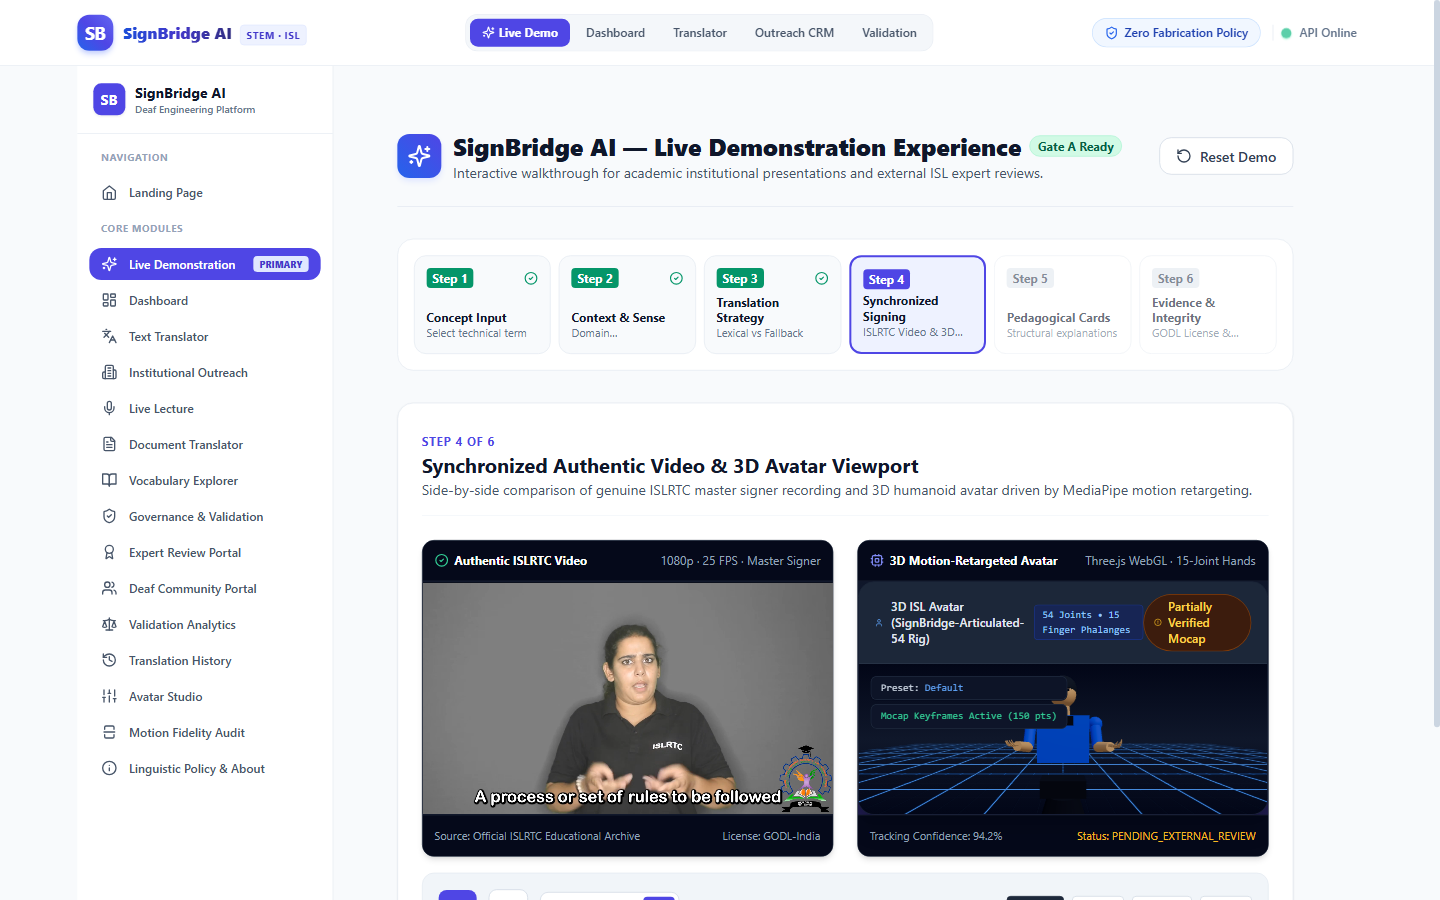 SB SignBridge AI STEM · ISL
Live Demo Dashboard Translator Outreach CRM Validation
Zero Fabrication Policy API Online
SB SignBridge AI
Deaf Engineering Platform
NAVIGATION
Landing Page
CORE MODULES
Live Demonstration PRIMARY
Dashboard
Text Translator
Institutional Outreach
Live Lecture
Document Translator
Vocabulary Explorer
Governance & Validation
Expert Review Portal
Deaf Community Portal
Validation Analytics
Translation History
Avatar Studio
Motion Fidelity Audit
Linguistic Policy & About
SignBridge AI — Live Demonstration Experience Gate A Ready
Interactive walkthrough for academic institutional presentations and external ISL expert reviews.
Reset Demo
Step 1
Concept Input
Select technical term
Step 2
Context & Sense
Domain...
Step 3
Translation
Strategy
Lexical vs Fallback
Step 4
Synchronized
Signing
ISLRTC Video & 3D...
Step 5
Pedagogical Cards
Structural explanations
Step 6
Evidence &
Integrity
GODL License &...
STEP 4 OF 6
Synchronized Authentic Video & 3D Avatar Viewport
Side-by-side comparison of genuine ISLRTC master signer recording and 3D humanoid avatar driven by MediaPipe motion retargeting.
Authentic ISLRTC Video 1080p · 25 FPS · Master Signer
ISLRTC
A process or set of rules to be followed
Source: Official ISLRTC Educational Archive License: GODL-India
3D Motion-Retargeted Avatar Three.js WebGL · 15-Joint Hands
3D ISL Avatar
(SignBridge-Articulated-
54 Rig)
54 Joints • 15
Finger Phalanges
Partially
Verified
Mocap
Preset: Default
Mocap Keyframes Active (150 pts)
Tracking Confidence: 94.2% Status: PENDING_EXTERNAL_REVIEW